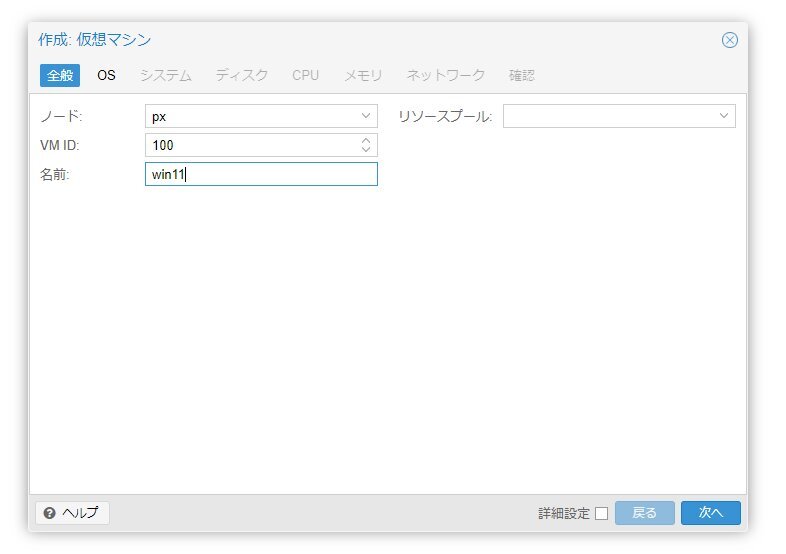 作成: 仮想マシン
全般 OS システム ディスク CPU メモリ ネットワーク 確認
ノード: px リソースプール:
VM ID: 100
名前: win11
ヘルプ 詳細設定 戻る 次へ